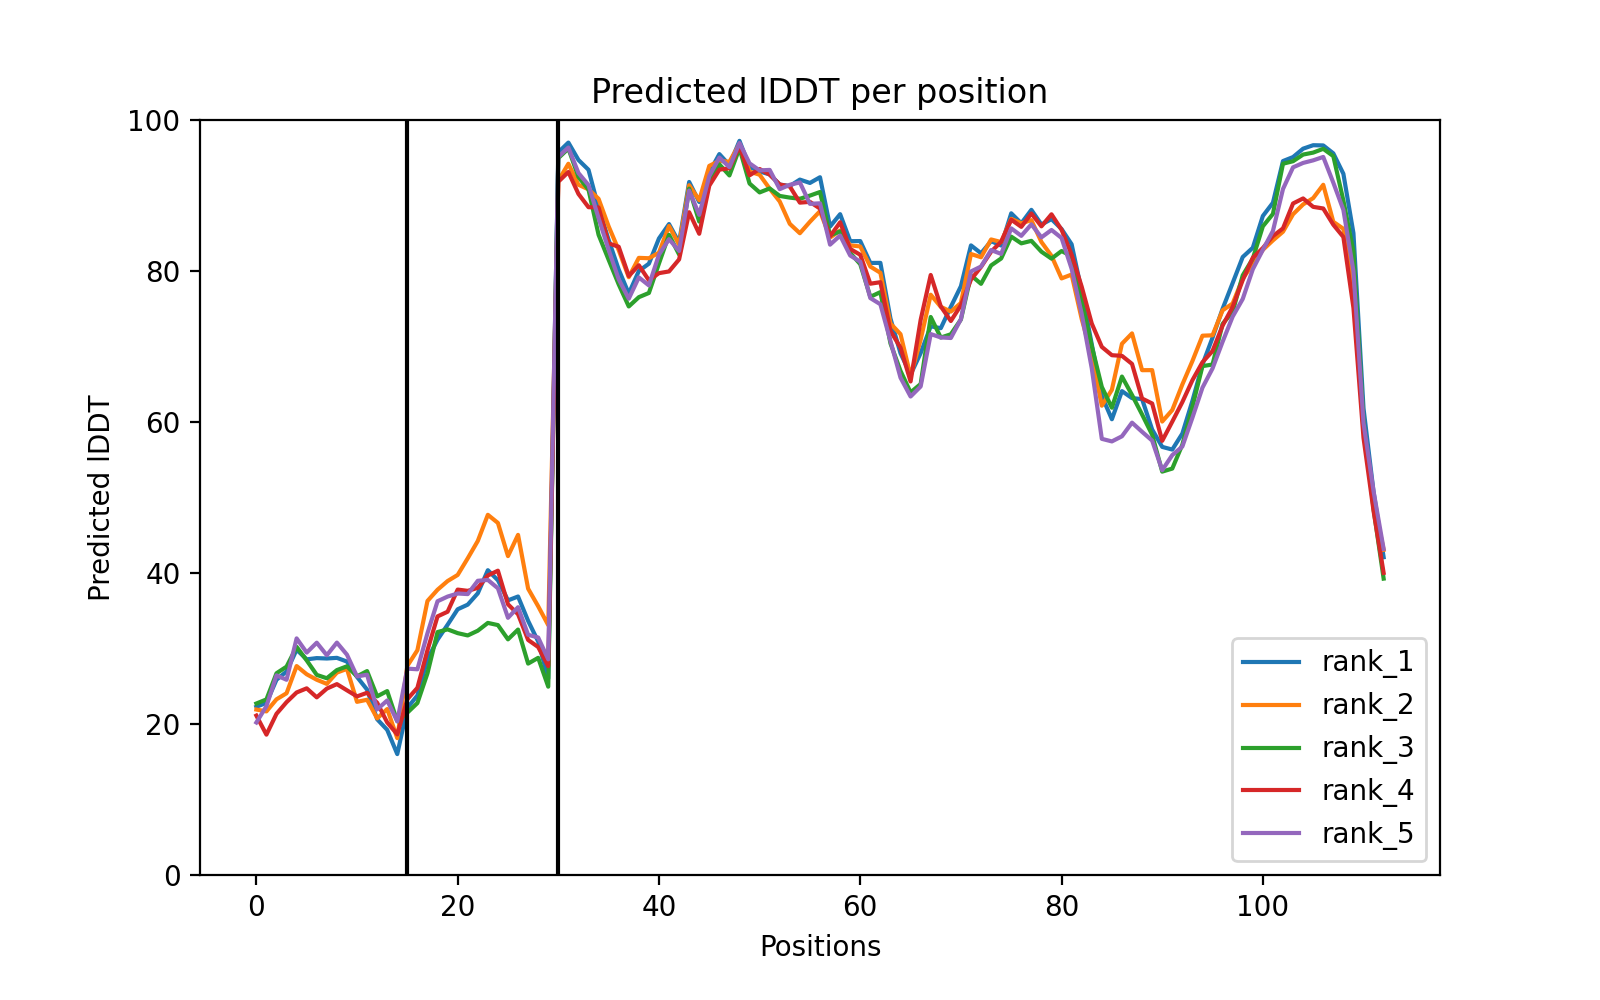 Predicted lDDT per position
Predicted lDDT
100
80
60
40
20
0
0 20 40 60 80 100
Positions
rank_1
rank_2
rank_3
rank_4
rank_5